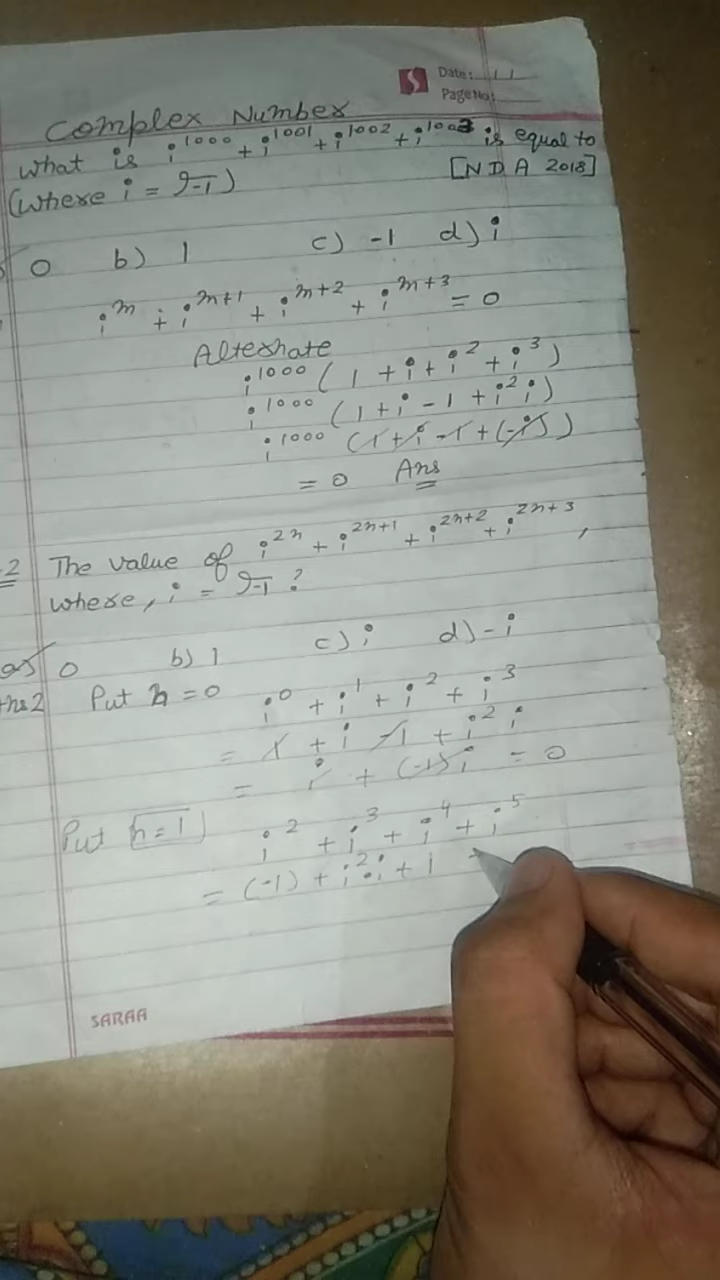 Date:
Page No:
Complex Number
What is i^1000 + i^1001 + i^1002 + i^1003 is equal to
(where i = √-1) [NDA 2018]
0 b) 1 c) -1 d) i
i^n + i^n+1 + i^n+2 + i^n+3 = 0
Alternate
i^1000 (1 + i + i^2 + i^3)
i^1000 (1 + i - 1 + i^2 i)
i^1000 (1 + i - 1 + (-i))
= 0 Ans
2 The value of i^2n + i^2n+1 + i^2n+2 + i^2n+3,
where, i = √-1 ?
a) 0 b) 1 c) i d) -i
Put n = 0 i^0 + i^1 + i^2 + i^3
= 1 + i - 1 + i^2 i
= i + (-1) i = 0
Put n = 1 i^2 + i^3 + i^4 + i^5
= (-1) + i^2 . i + 1
SARAA